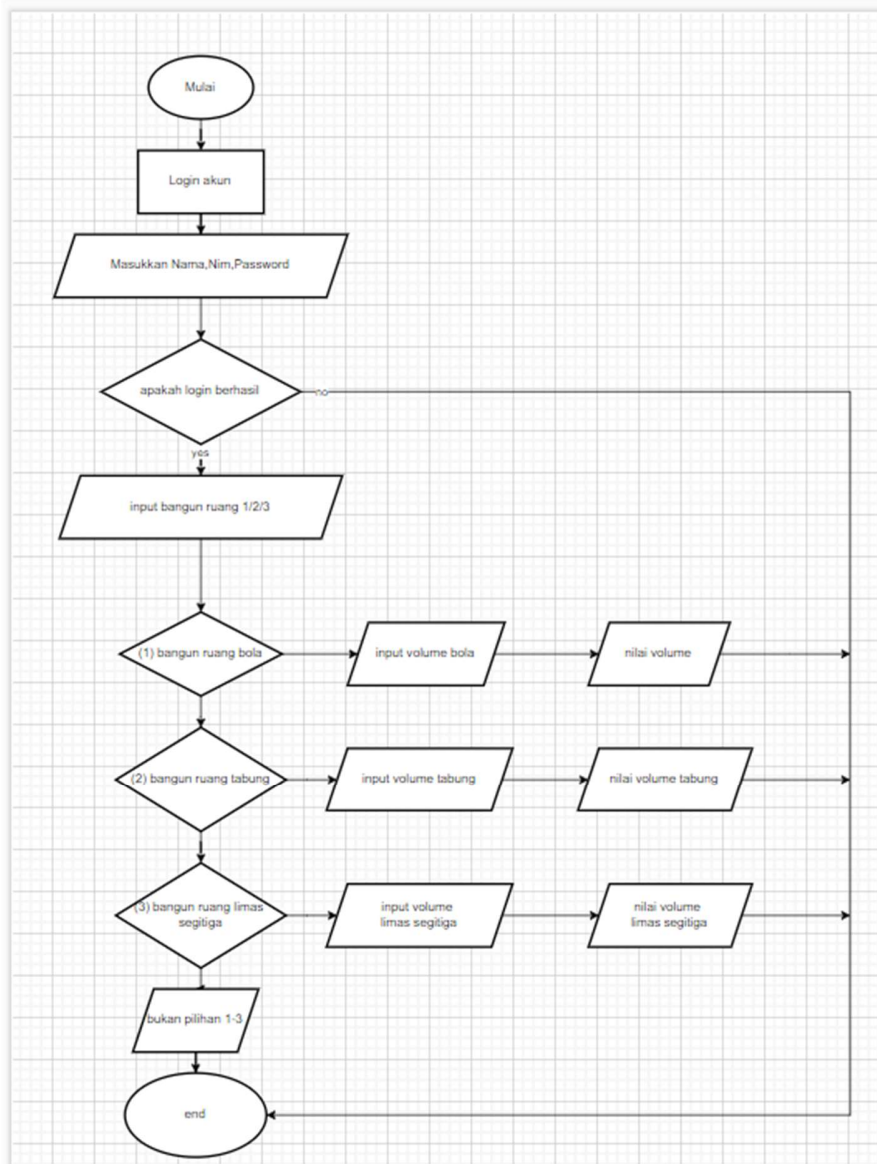 Mulai
Login akun
Masukkan Nama,Nim,Password
apakah login berhasil
no
yes
input bangun ruang 1/2/3
(1) bangun ruang bola
input volume bola
nilai volume
(2) bangun ruang tabung
input volume tabung
nilai volume tabung
(3) bangun ruang limas
segitiga
input volume
limas segitiga
nilai volume
limas segitiga
bukan pilihan 1-3
end